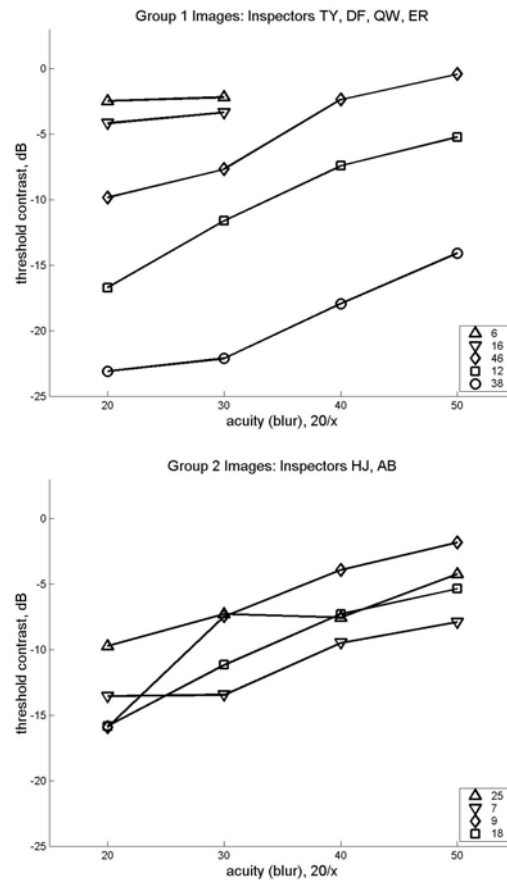 Group 1 Images: Inspectors TY, DF, QW, ER
threshold contrast, dB
0
-5
-10
-15
-20
-25
20 30 40 50
acuity (blur), 20/x
6
16
46
12
38
Group 2 Images: Inspectors HJ, AB
threshold contrast, dB
0
-5
-10
-15
-20
-25
20 30 40 50
acuity (blur), 20/x
25
7
9
18